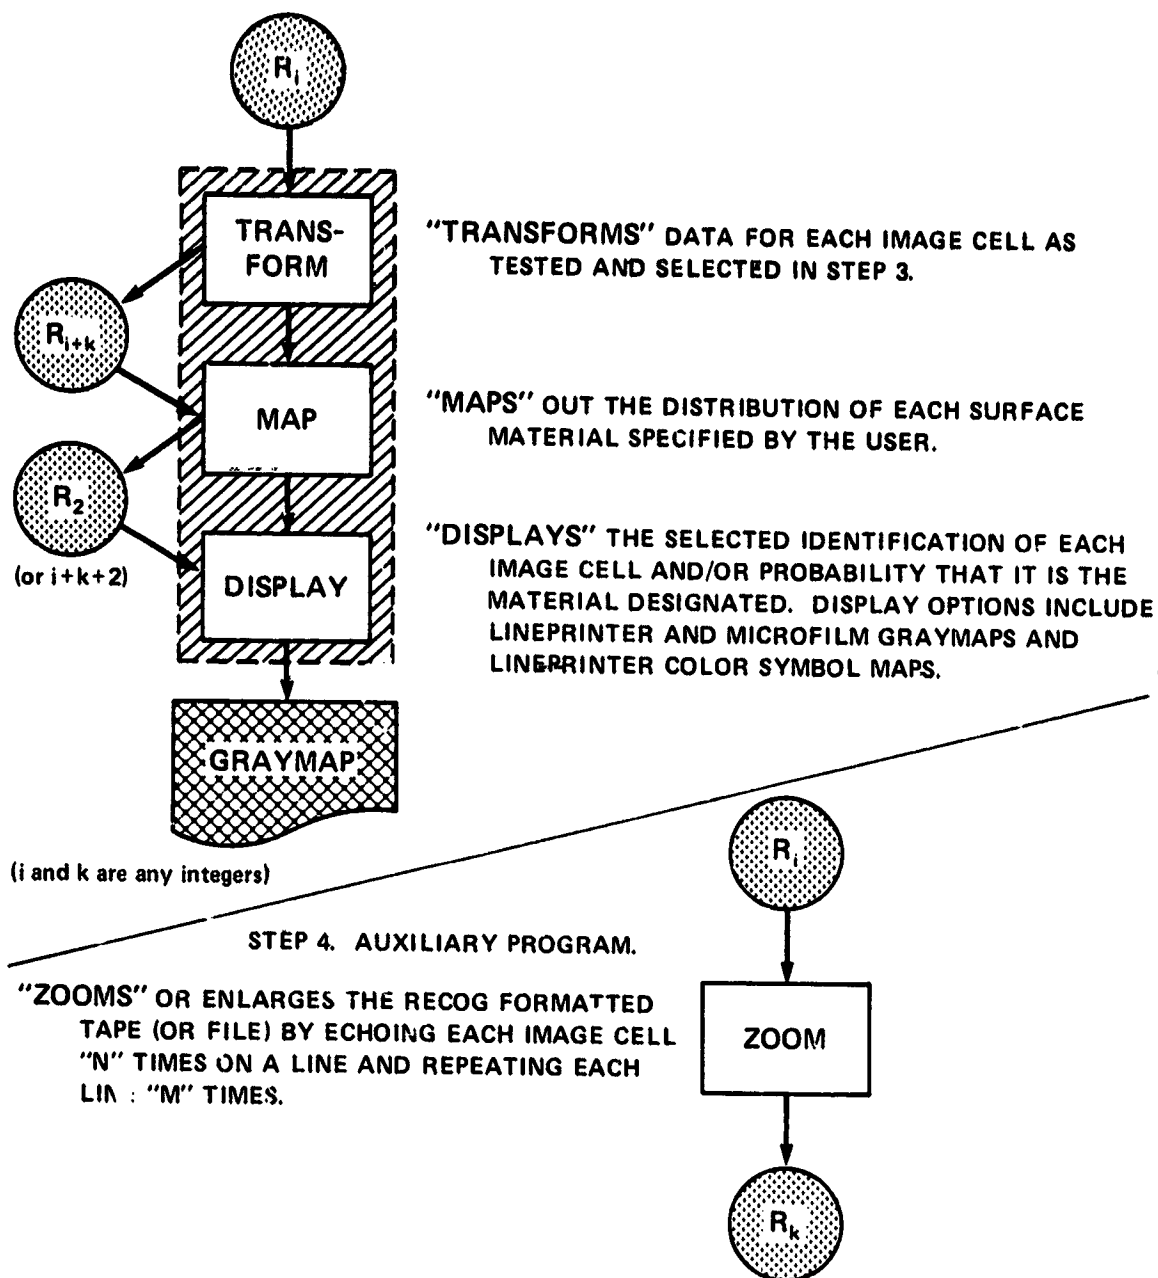 Ri
TRANS-
FORM
"TRANSFORMS" DATA FOR EACH IMAGE CELL AS
TESTED AND SELECTED IN STEP 3.
Ri+k
MAP
"MAPS" OUT THE DISTRIBUTION OF EACH SURFACE
MATERIAL SPECIFIED BY THE USER.
R2
(or i+k+2)
DISPLAY
"DISPLAYS" THE SELECTED IDENTIFICATION OF EACH
IMAGE CELL AND/OR PROBABILITY THAT IT IS THE
MATERIAL DESIGNATED. DISPLAY OPTIONS INCLUDE
LINEPRINTER AND MICROFILM GRAYMAPS AND
LINEPRINTER COLOR SYMBOL MAPS.
GRAYMAP
(i and k are any integers)
Ri
STEP 4. AUXILIARY PROGRAM.
"ZOOMS" OR ENLARGES THE RECOG FORMATTED
TAPE (OR FILE) BY ECHOING EACH IMAGE CELL
"N" TIMES ON A LINE AND REPEATING EACH
"M" TIMES.
ZOOM
Rk